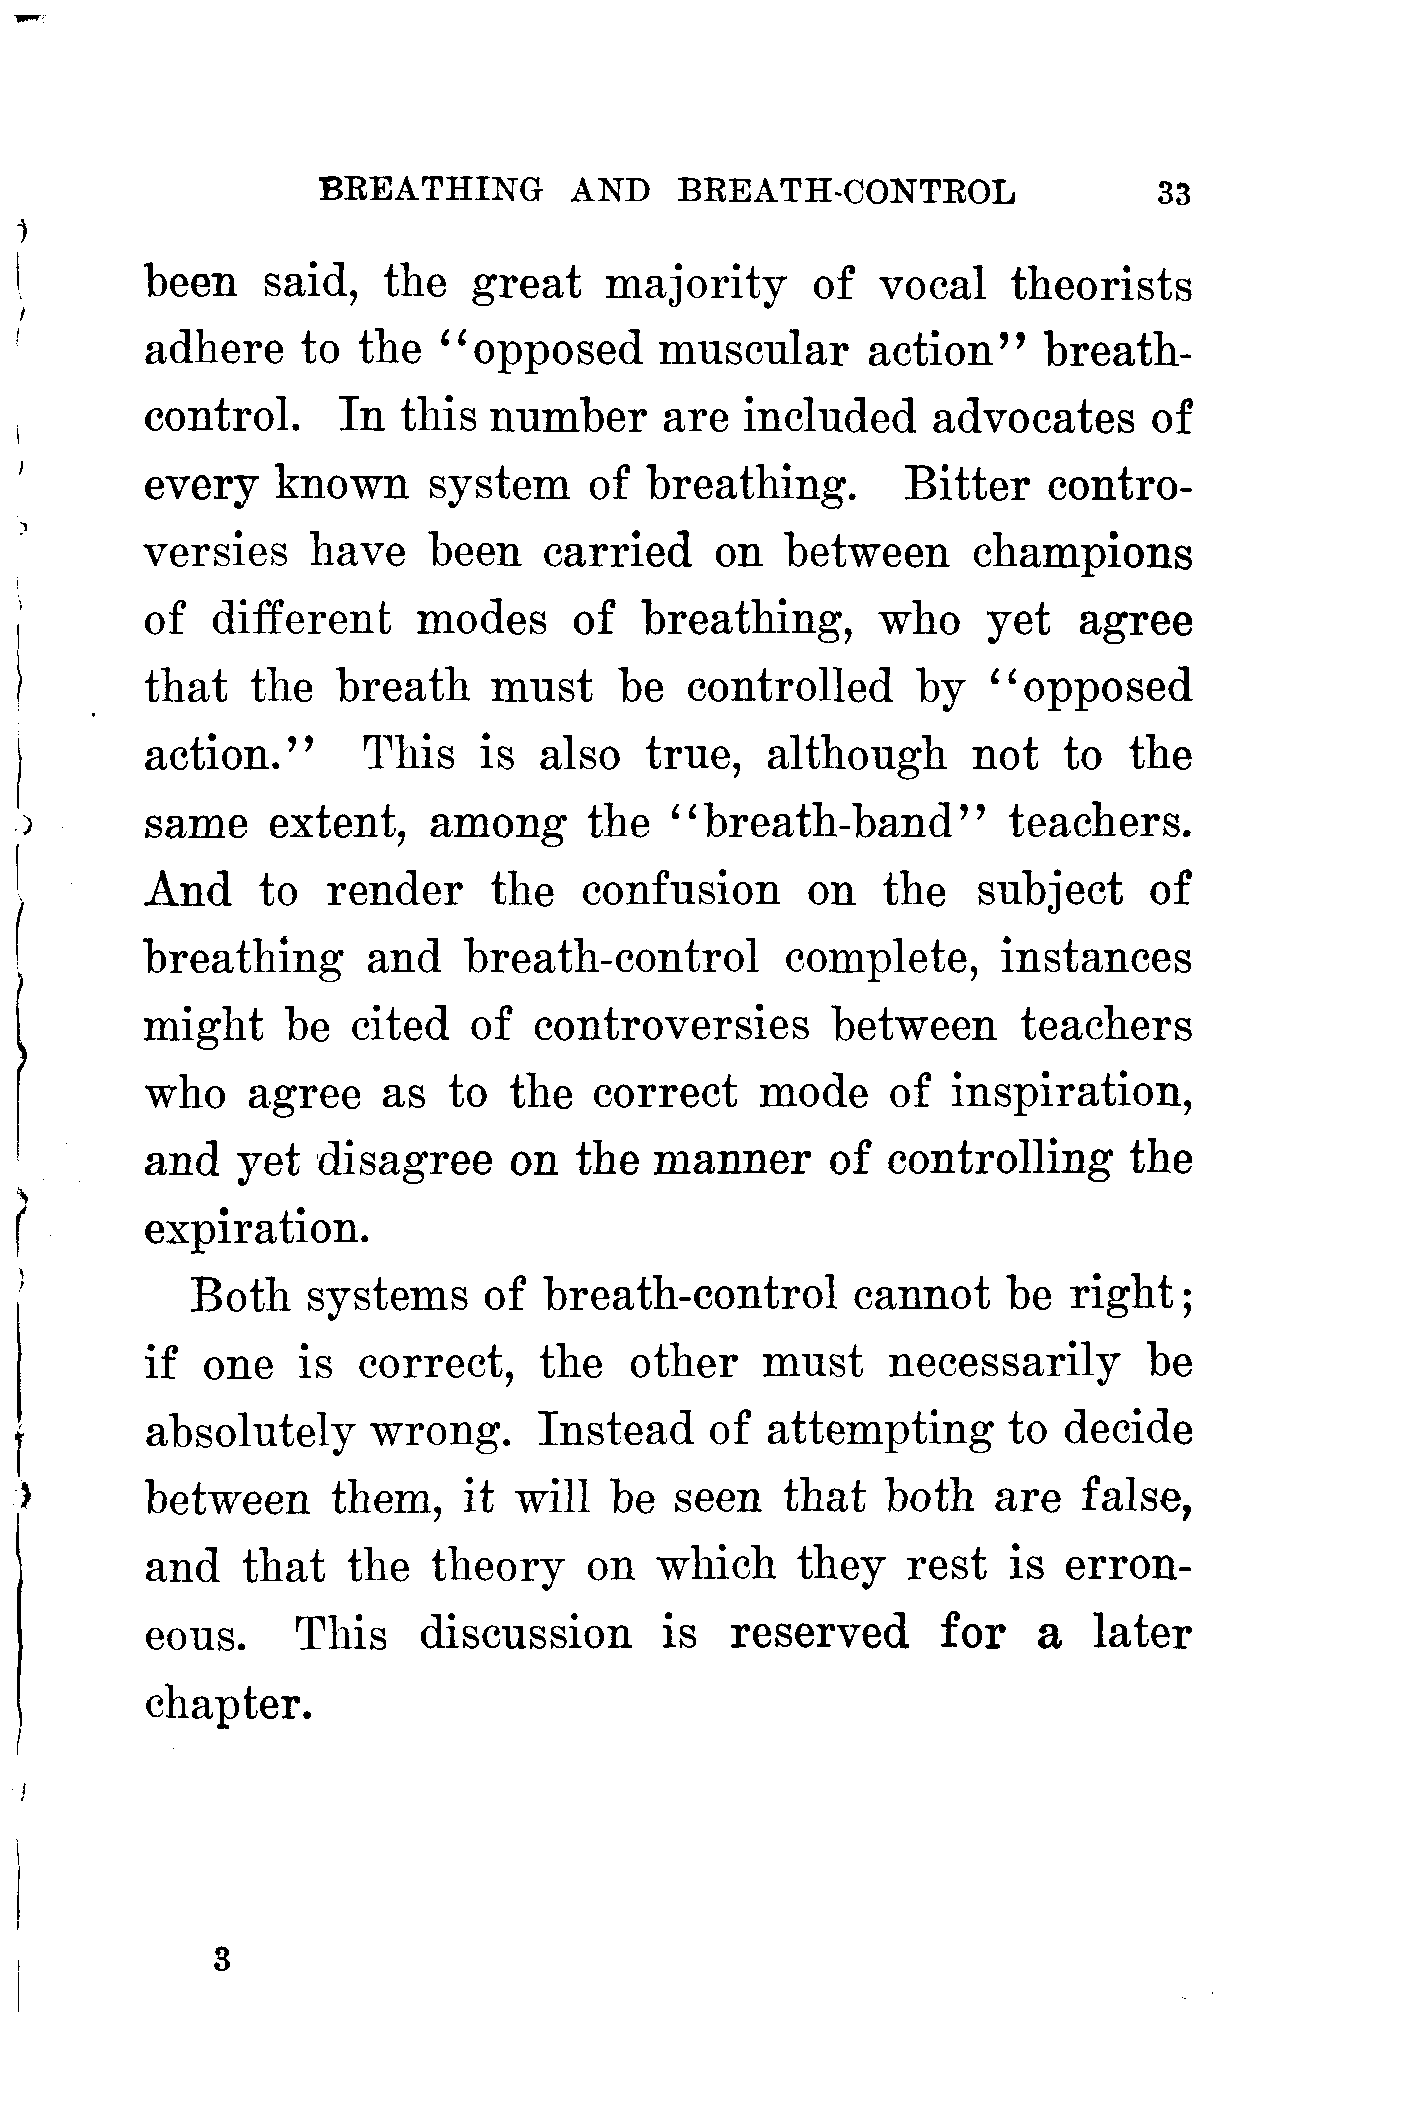 BREATHING AND BREATH-CONTROL 33
been said, the great majority of vocal theorists
adhere to the “opposed muscular action” breath-
control. In this number are included advocates of
every known system of breathing. Bitter contro-
versies have been carried on between champions
of different modes of breathing, who yet agree
that the breath must be controlled by “opposed
action.” This is also true, although not to the
same extent, among the “breath-band” teachers.
And to render the confusion on the subject of
breathing and breath-control complete, instances
might be cited of controversies between teachers
who agree as to the correct mode of inspiration,
and yet disagree on the manner of controlling the
expiration.
Both systems of breath-control cannot be right;
if one is correct, the other must necessarily be
absolutely wrong. Instead of attempting to decide
between them, it will be seen that both are false,
and that the theory on which they rest is erron-
eous. This discussion is reserved for a later
chapter.
3